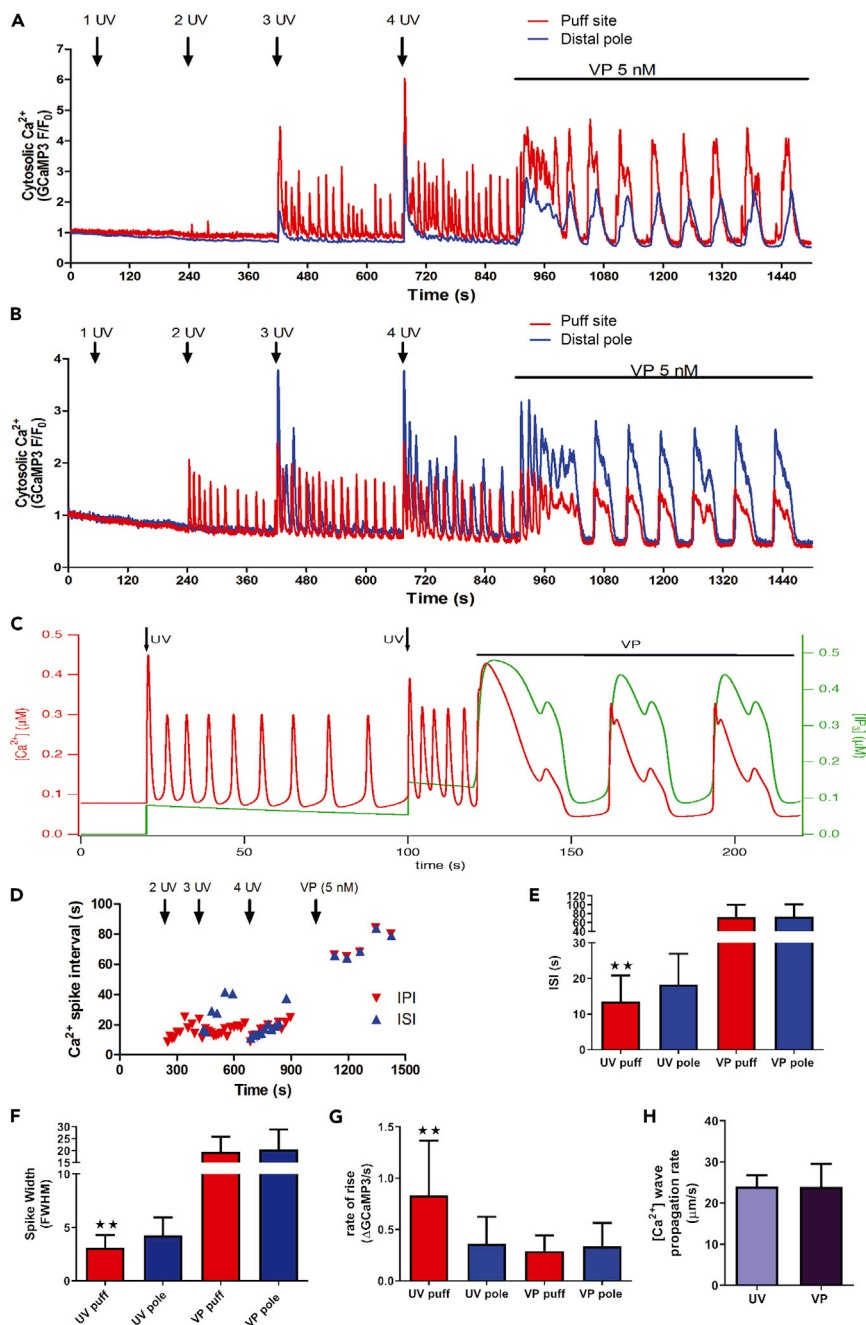 A
1 UV
2 UV
3 UV
4 UV
Puff site
Distal pole
VP 5 nM
Cytosolic Ca2+
(GCaMP3 F/F0)
7
6
5
4
3
2
1
0
0 120 240 360 480 600 720 840 960 1080 1200 1320 1440
Time (s)
B
1 UV
2 UV
3 UV
4 UV
Puff site
Distal pole
VP 5 nM
Cytosolic Ca2+
(GCaMP3 F/F0)
4
3
2
1
0
0 120 240 360 480 600 720 840 960 1080 1200 1320 1440
Time (s)
C
UV
UV
VP
[Ca2+] (μM)
0.5
0.4
0.3
0.2
0.1
0.0
[IP3] (μM)
0.5
0.4
0.3
0.2
0.1
0.0
0 50 100 150 200
time (s)
D
2 UV
3 UV
4 UV
VP (5 nM)
Ca2+ spike interval (s)
100
80
60
40
20
0
IPI
ISI
0 300 600 900 1200 1500
Time (s)
E
ISI (s)
100
80
60
40
30
20
10
0
★★
UV puff
UV pole
VP puff
VP pole
F
Spike Width
(FWHM)
30
25
20
15
10
5
0
★★
UV puff
UV pole
VP puff
VP pole
G
rate of rise
(ΔGCaMP3/s)
1.5
1.0
0.5
0.0
★★
UV puff
UV pole
VP puff
VP pole
H
[Ca2+] wave
propagation rate
(μm/s)
40
30
20
10
0
UV
VP